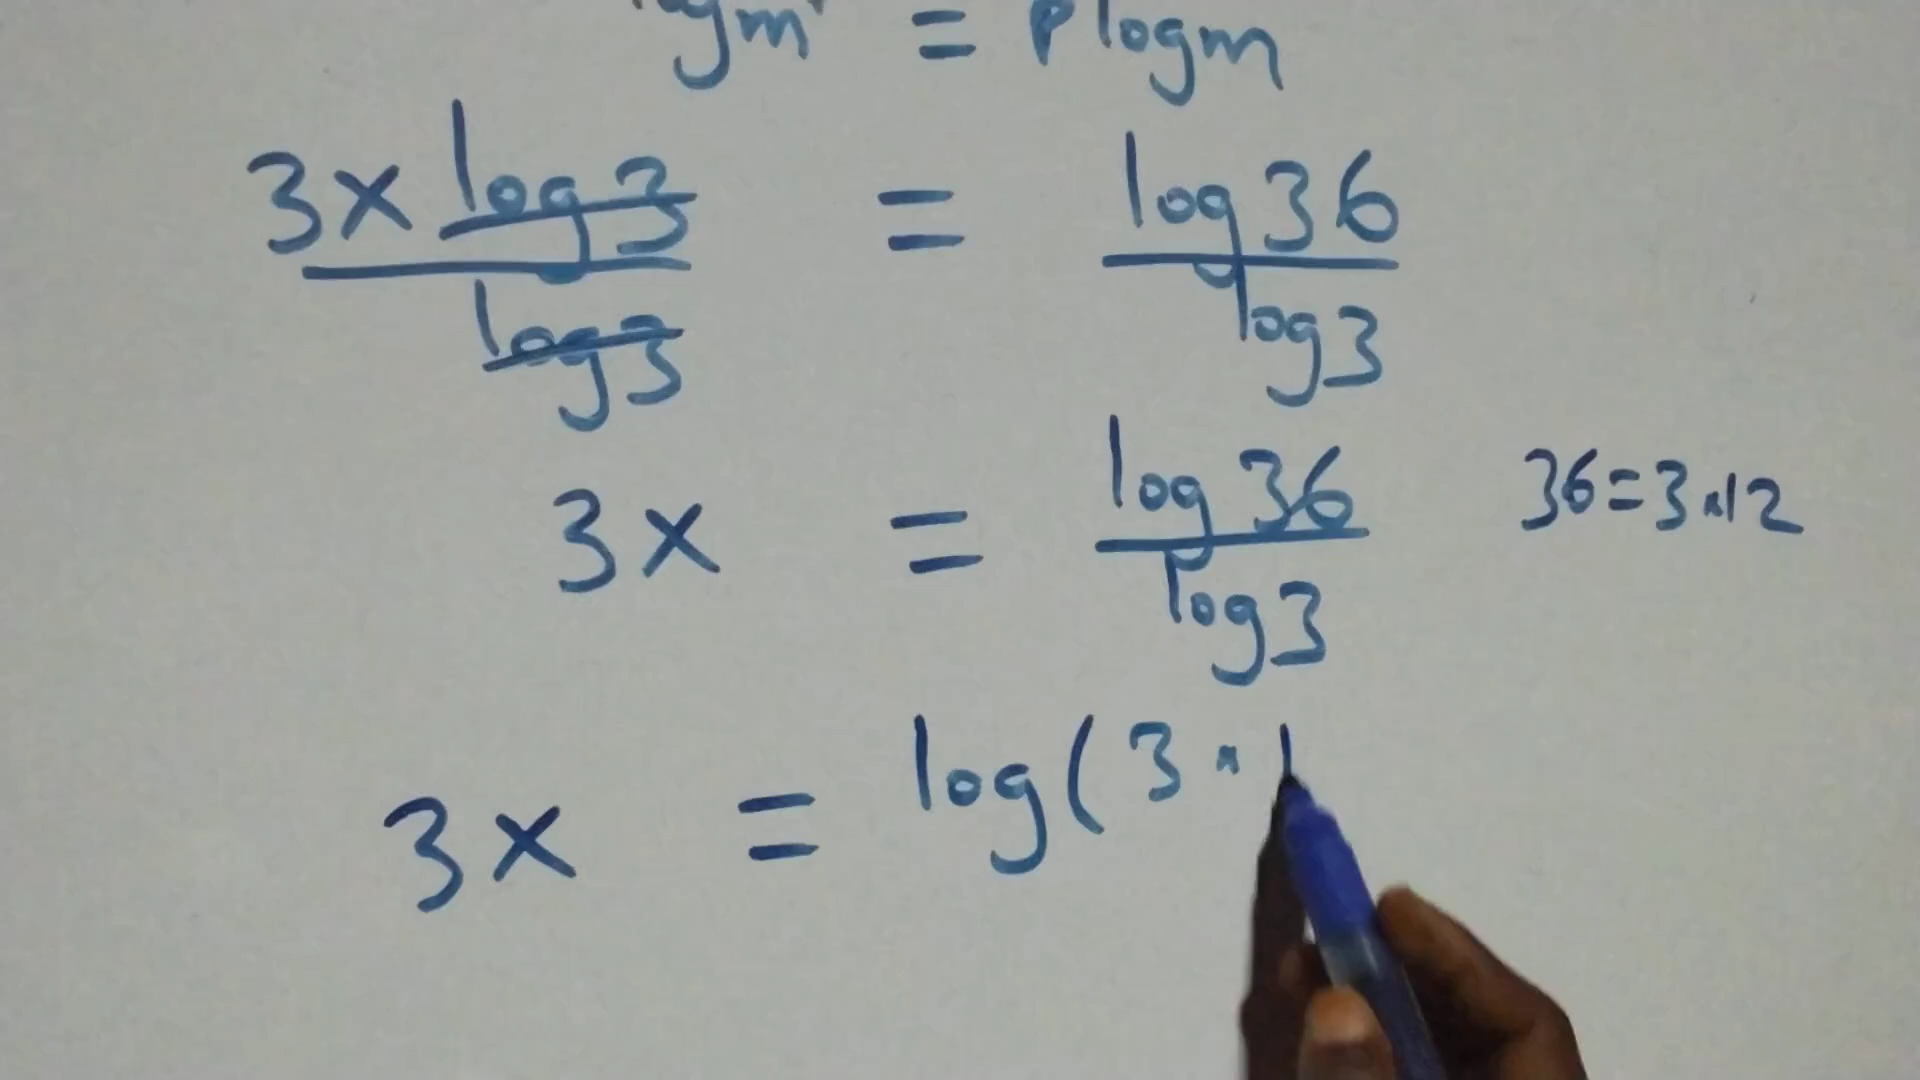 = p log m
3x log 3 = log 36
log 3 log 3
3x = log 36 36 = 3 × 12
log 3
3x = log ( 3 × 1